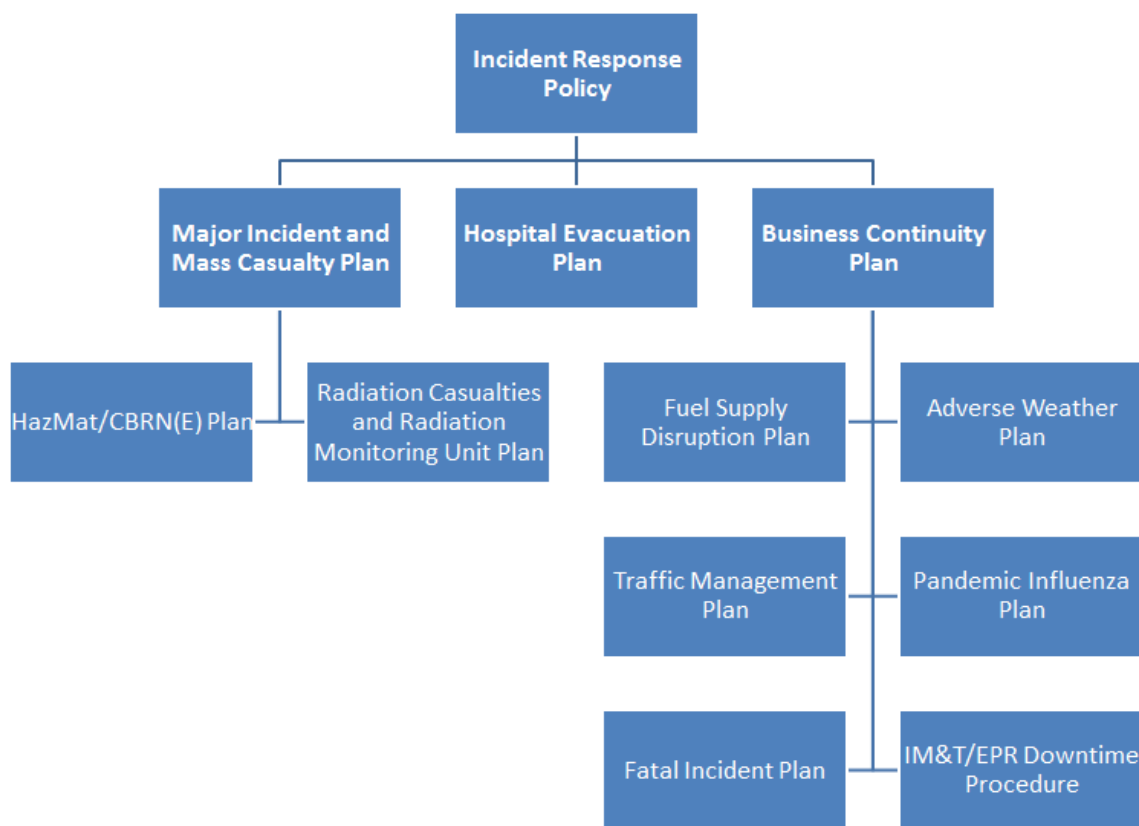 Incident Response
Policy
Major Incident and
Mass Casualty Plan
Hospital Evacuation
Plan
Business Continuity
Plan
HazMat/CBRN(E) Plan
Radiation Casualties
and Radiation
Monitoring Unit Plan
Fuel Supply
Disruption Plan
Adverse Weather
Plan
Traffic Management
Plan
Pandemic Influenza
Plan
Fatal Incident Plan
IM&T/EPR Downtime
Procedure